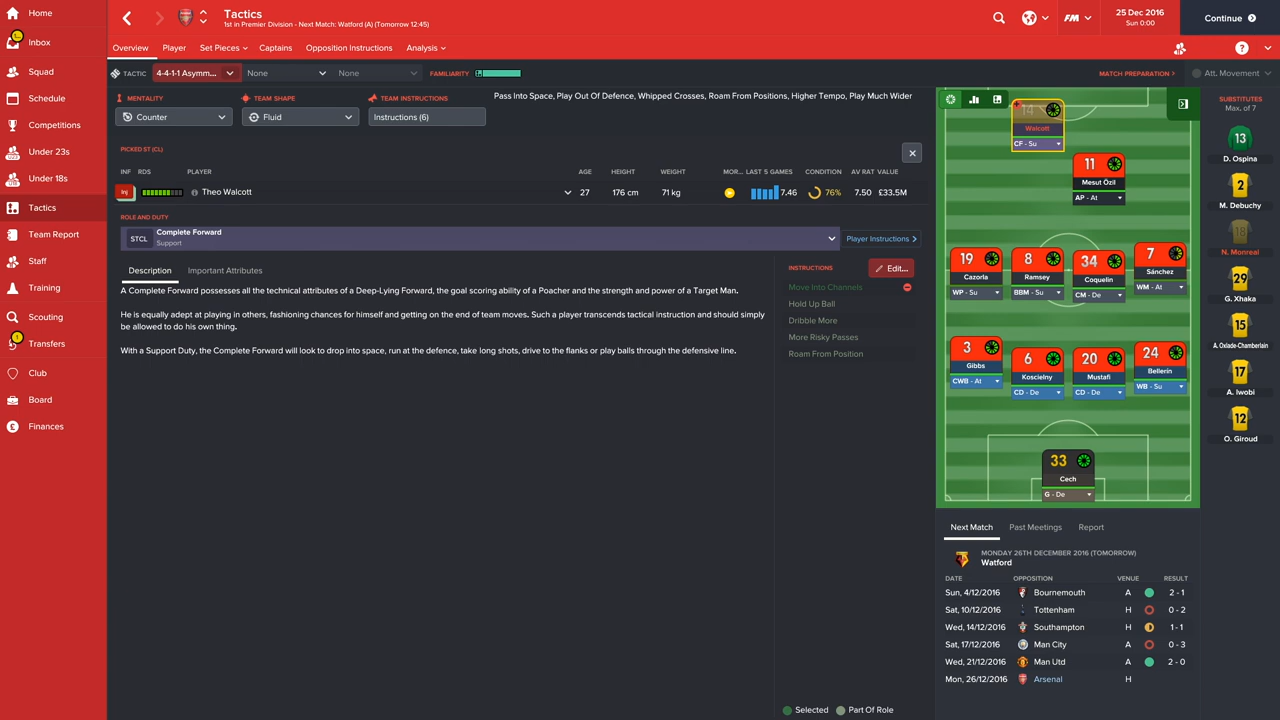 Home
Inbox
Squad
Schedule
Competitions
Under 23s
Under 18s
Tactics
Team Report
Staff
Training
Scouting
Transfers
1
Club
Board
Finances
Tactics
1st in Premier Division - Next Match: Watford (A) (Tomorrow 12:45)
FM
25 Dec 2016
Sun 0:00
Continue
Overview
Player
Set Pieces
Captains
Opposition Instructions
Analysis
?
TACTIC
4-4-1-1 Asymm...
None
None
FAMILIARITY
MATCH PREPARATION >
Att. Movement
MENTALITY
TEAM SHAPE
TEAM INSTRUCTIONS
Counter
Fluid
Instructions (6)
Pass Into Space, Play Out Of Defence, Whipped Crosses, Roam From Positions, Higher Tempo, Play Much Wider
PICKED ST (CL)
INF RDS PLAYER AGE HEIGHT WEIGHT MOR... LAST 5 GAMES CONDITION AV RAT VALUE
Inj Theo Walcott 27 176 cm 71 kg 7.46 76% 7.50 £33.5M
ROLE AND DUTY
STCL
Complete Forward
Support
Player Instructions >
Description
Important Attributes
A Complete Forward possesses all the technical attributes of a Deep-Lying Forward, the goal scoring ability of a Poacher and the strength and power of a Target Man.
He is equally adept at playing in others, fashioning chances for himself and getting on the end of team moves. Such a player transcends tactical instruction and should simply
be allowed to do his own thing.
With a Support Duty, the Complete Forward will look to drop into space, run at the defence, take long shots, drive to the flanks or play balls through the defensive line.
INSTRUCTIONS
Edit...
Move Into Channels
Hold Up Ball
Dribble More
More Risky Passes
Roam From Position
Selected
Part Of Role
14
Walcott
CF - Su
11
Mesut Özil
AP - At
19
Cazorla
WP - Su
8
Ramsey
BBM - Su
34
Coquelin
CM - De
7
Sánchez
WM - At
3
Gibbs
CWB - At
6
Koscielny
CD - De
20
Mustafi
CD - De
24
Bellerín
WB - Su
33
Cech
G - De
SUBSTITUTES
Max. of 7
13
D. Ospina
2
M. Debuchy
18
N. Monreal
29
G. Xhaka
15
A. Oxlade-Chamberlain
17
A. Iwobi
12
O. Giroud
Next Match
Past Meetings
Report
MONDAY 26TH DECEMBER 2016 (TOMORROW)
Watford
DATE OPPOSITION VENUE RESULT
Sun, 4/12/2016 Bournemouth A 2 - 1
Sat, 10/12/2016 Tottenham H 0 - 2
Wed, 14/12/2016 Southampton H 1 - 1
Sat, 17/12/2016 Man City A 0 - 3
Wed, 21/12/2016 Man Utd A 2 - 0
Mon, 26/12/2016 Arsenal H